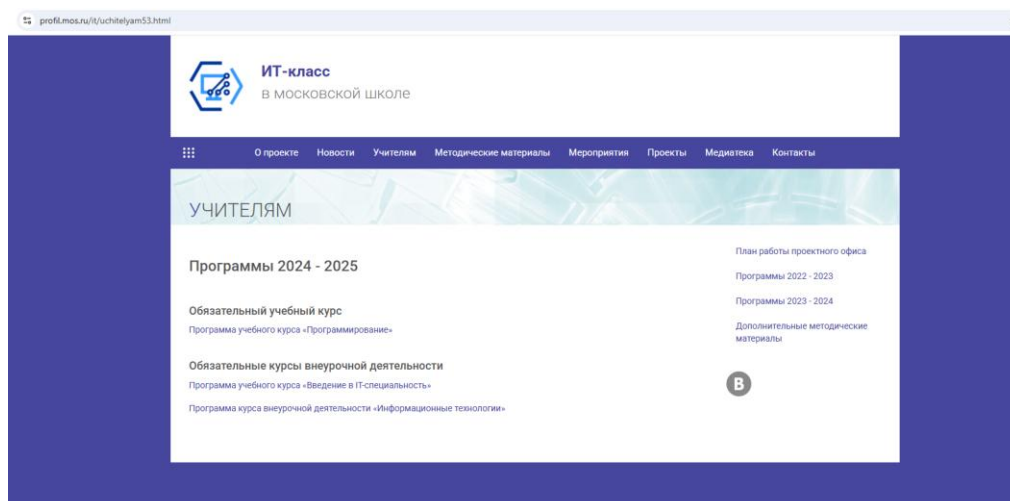 profil.mos.ru/it/uchitelyam53.html
ИТ-класс
в московской школе
О проекте Новости Учителям Методические материалы Мероприятия Проекты Медиатека Контакты
УЧИТЕЛЯМ
Программы 2024 - 2025
Обязательный учебный курс
Программа учебного курса «Программирование»
Обязательные курсы внеурочной деятельности
Программа учебного курса «Введение в IT-специальность»
Программа курса внеурочной деятельности «Информационные технологии»
План работы проектного офиса
Программы 2022 - 2023
Программы 2023 - 2024
Дополнительные методические
материалы
В